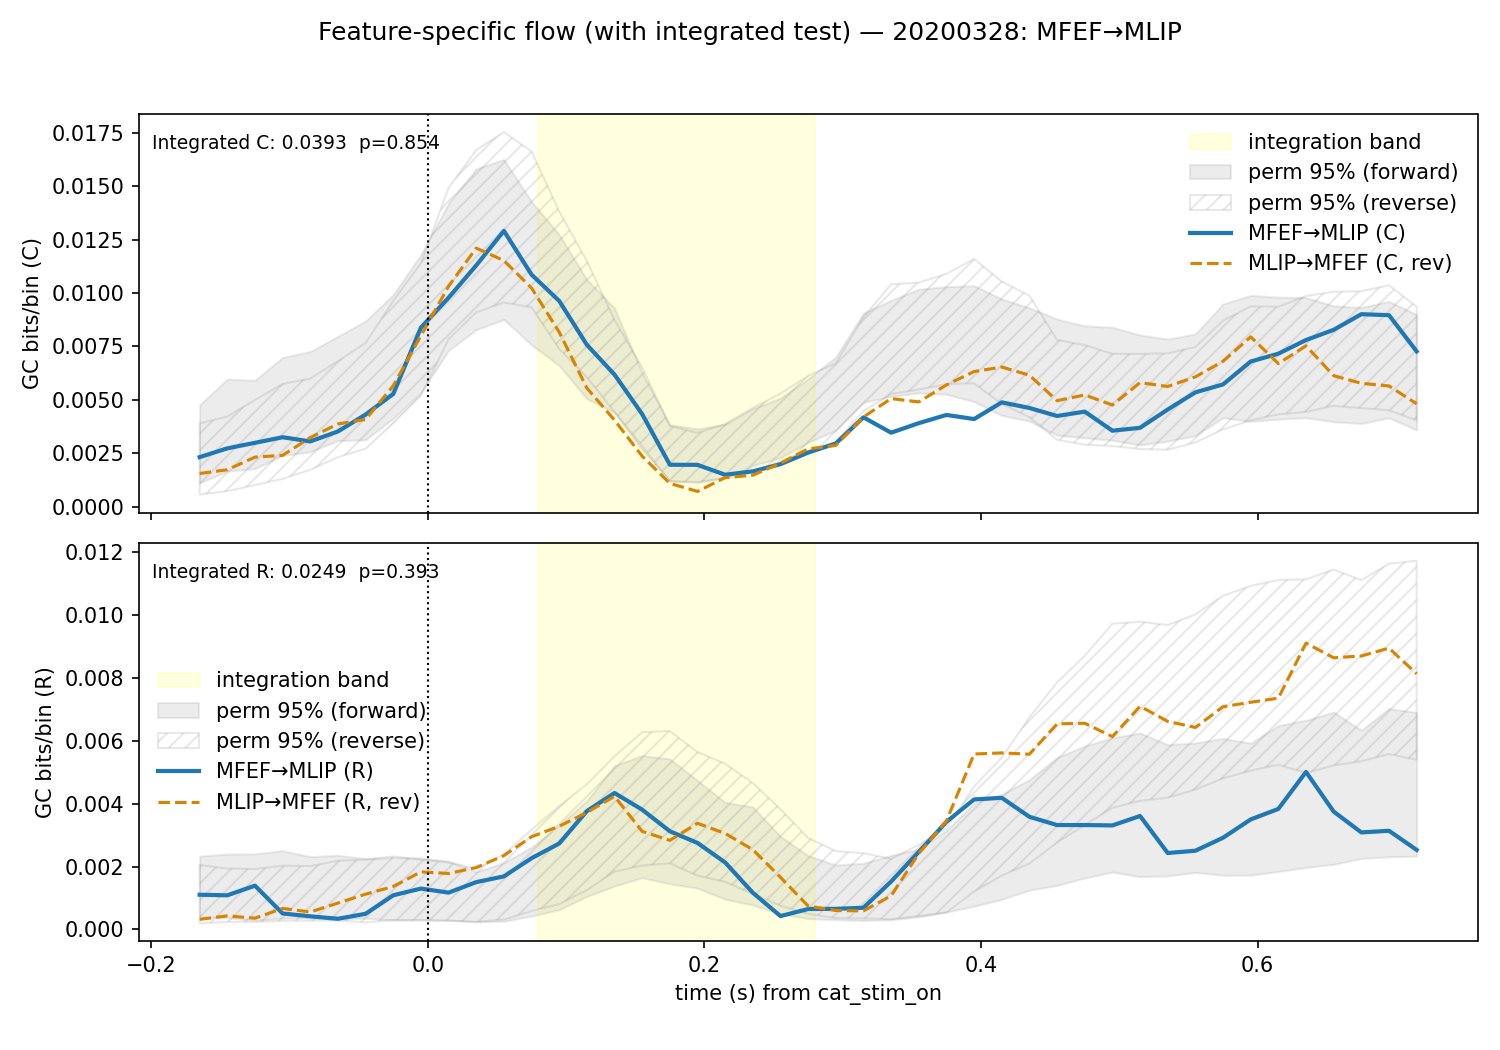 Feature-specific flow (with integrated test) — 20200328: MFEF→MLIP
Integrated C: 0.0393  p=0.854
integration band
perm 95% (forward)
perm 95% (reverse)
MFEF→MLIP (C)
MLIP→MFEF (C, rev)
GC bits/bin (C)
0.0175
0.0150
0.0125
0.0100
0.0075
0.0050
0.0025
0.0000
Integrated R: 0.0249  p=0.393
integration band
perm 95% (forward)
perm 95% (reverse)
MFEF→MLIP (R)
MLIP→MFEF (R, rev)
GC bits/bin (R)
0.012
0.010
0.008
0.006
0.004
0.002
0.000
−0.2 0.0 0.2 0.4 0.6
time (s) from cat_stim_on